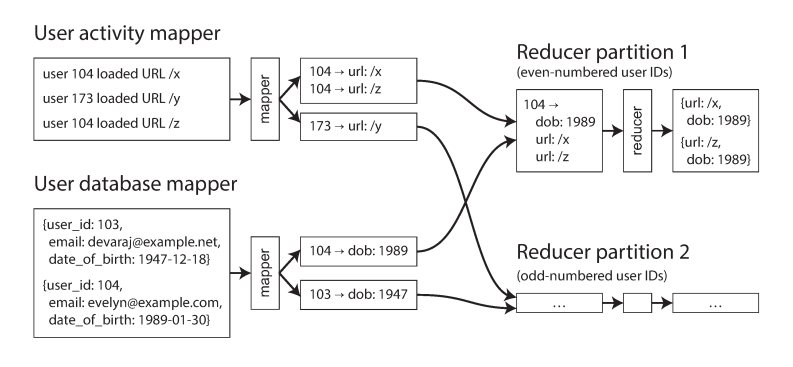 User activity mapper
user 104 loaded URL /x
user 173 loaded URL /y
user 104 loaded URL /z
mapper
104 → url: /x
104 → url: /z
173 → url: /y
User database mapper
{user_id: 103,
email: devaraj@example.net,
date_of_birth: 1947-12-18}
{user_id: 104,
email: evelyn@example.com,
date_of_birth: 1989-01-30}
mapper
104 → dob: 1989
103 → dob: 1947
Reducer partition 1
(even-numbered user IDs)
104 →
dob: 1989
url: /x
url: /z
reducer
{url: /x,
dob: 1989}
{url: /z,
dob: 1989}
Reducer partition 2
(odd-numbered user IDs)
...
...